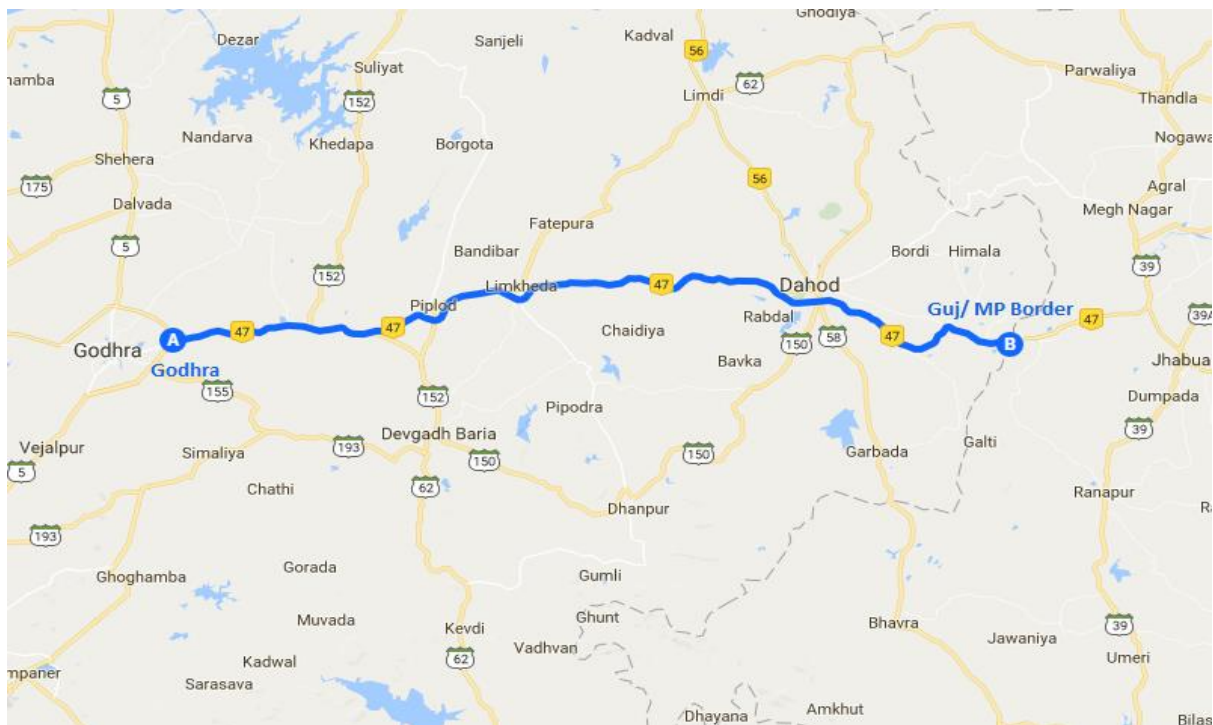 Ghodiya
Dezar
Sanjeli
Kadval
56
Suliyat
62
Parwaliya
5
152
Limdi
Thandla
Nandarva
Khedapa
Borgota
Nogawa
Shehera
56
175
Agral
Dalvada
Megh Nagar
Fatepura
5
Bandibar
Bordi
Himala
39
152
Limkheda
47
Dahod
Piplod
Guj/ MP Border
47
47
Rabdal
47
39A
A
Chaidiya
58
47
B
Godhra
150
Jhabua
Godhra
Bavka
155
152
Dumpada
Pipodra
Devgadh Baria
39
Vejalpur
Simaliya
193
Galti
5
150
150
Garbada
Chathi
62
Ranapur
Dhanpur
193
Gorada
Gumli
Ghoghamba
Muvada
Ghunt
Kevdi
Bhavra
39
Vadhvan
Jawaniya
Kadwal
62
Umeri
Sarasava
Amkhut
Dhayana